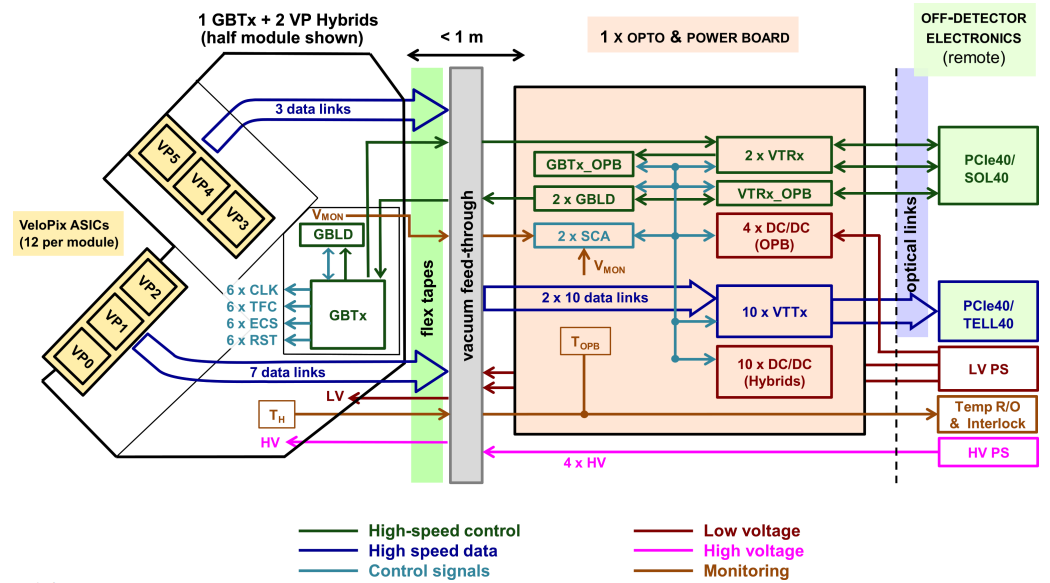 1 GBTx + 2 VP Hybrids
(half module shown)
< 1 m
1 x OPTO & POWER BOARD
OFF-DETECTOR
ELECTRONICS
(remote)
3 data links
VP5
VP4
VP3
VeloPix ASICs
(12 per module)
VP2
VP1
VP0
VMON
GBLD
6 x CLK
6 x TFC
6 x ECS
6 x RST
GBTx
7 data links
LV
TH
HV
flex tapes
vacuum feed-through
GBTx_OPB
2 x GBLD
2 x SCA
VMON
2 x 10 data links
TOPB
2 x VTRx
VTRx_OPB
4 x DC/DC
(OPB)
10 x VTTx
10 x DC/DC
(Hybrids)
4 x HV
optical links
PCIe40/
SOL40
PCIe40/
TELL40
LV PS
Temp R/O
& Interlock
HV PS
High-speed control
High speed data
Control signals
Low voltage
High voltage
Monitoring